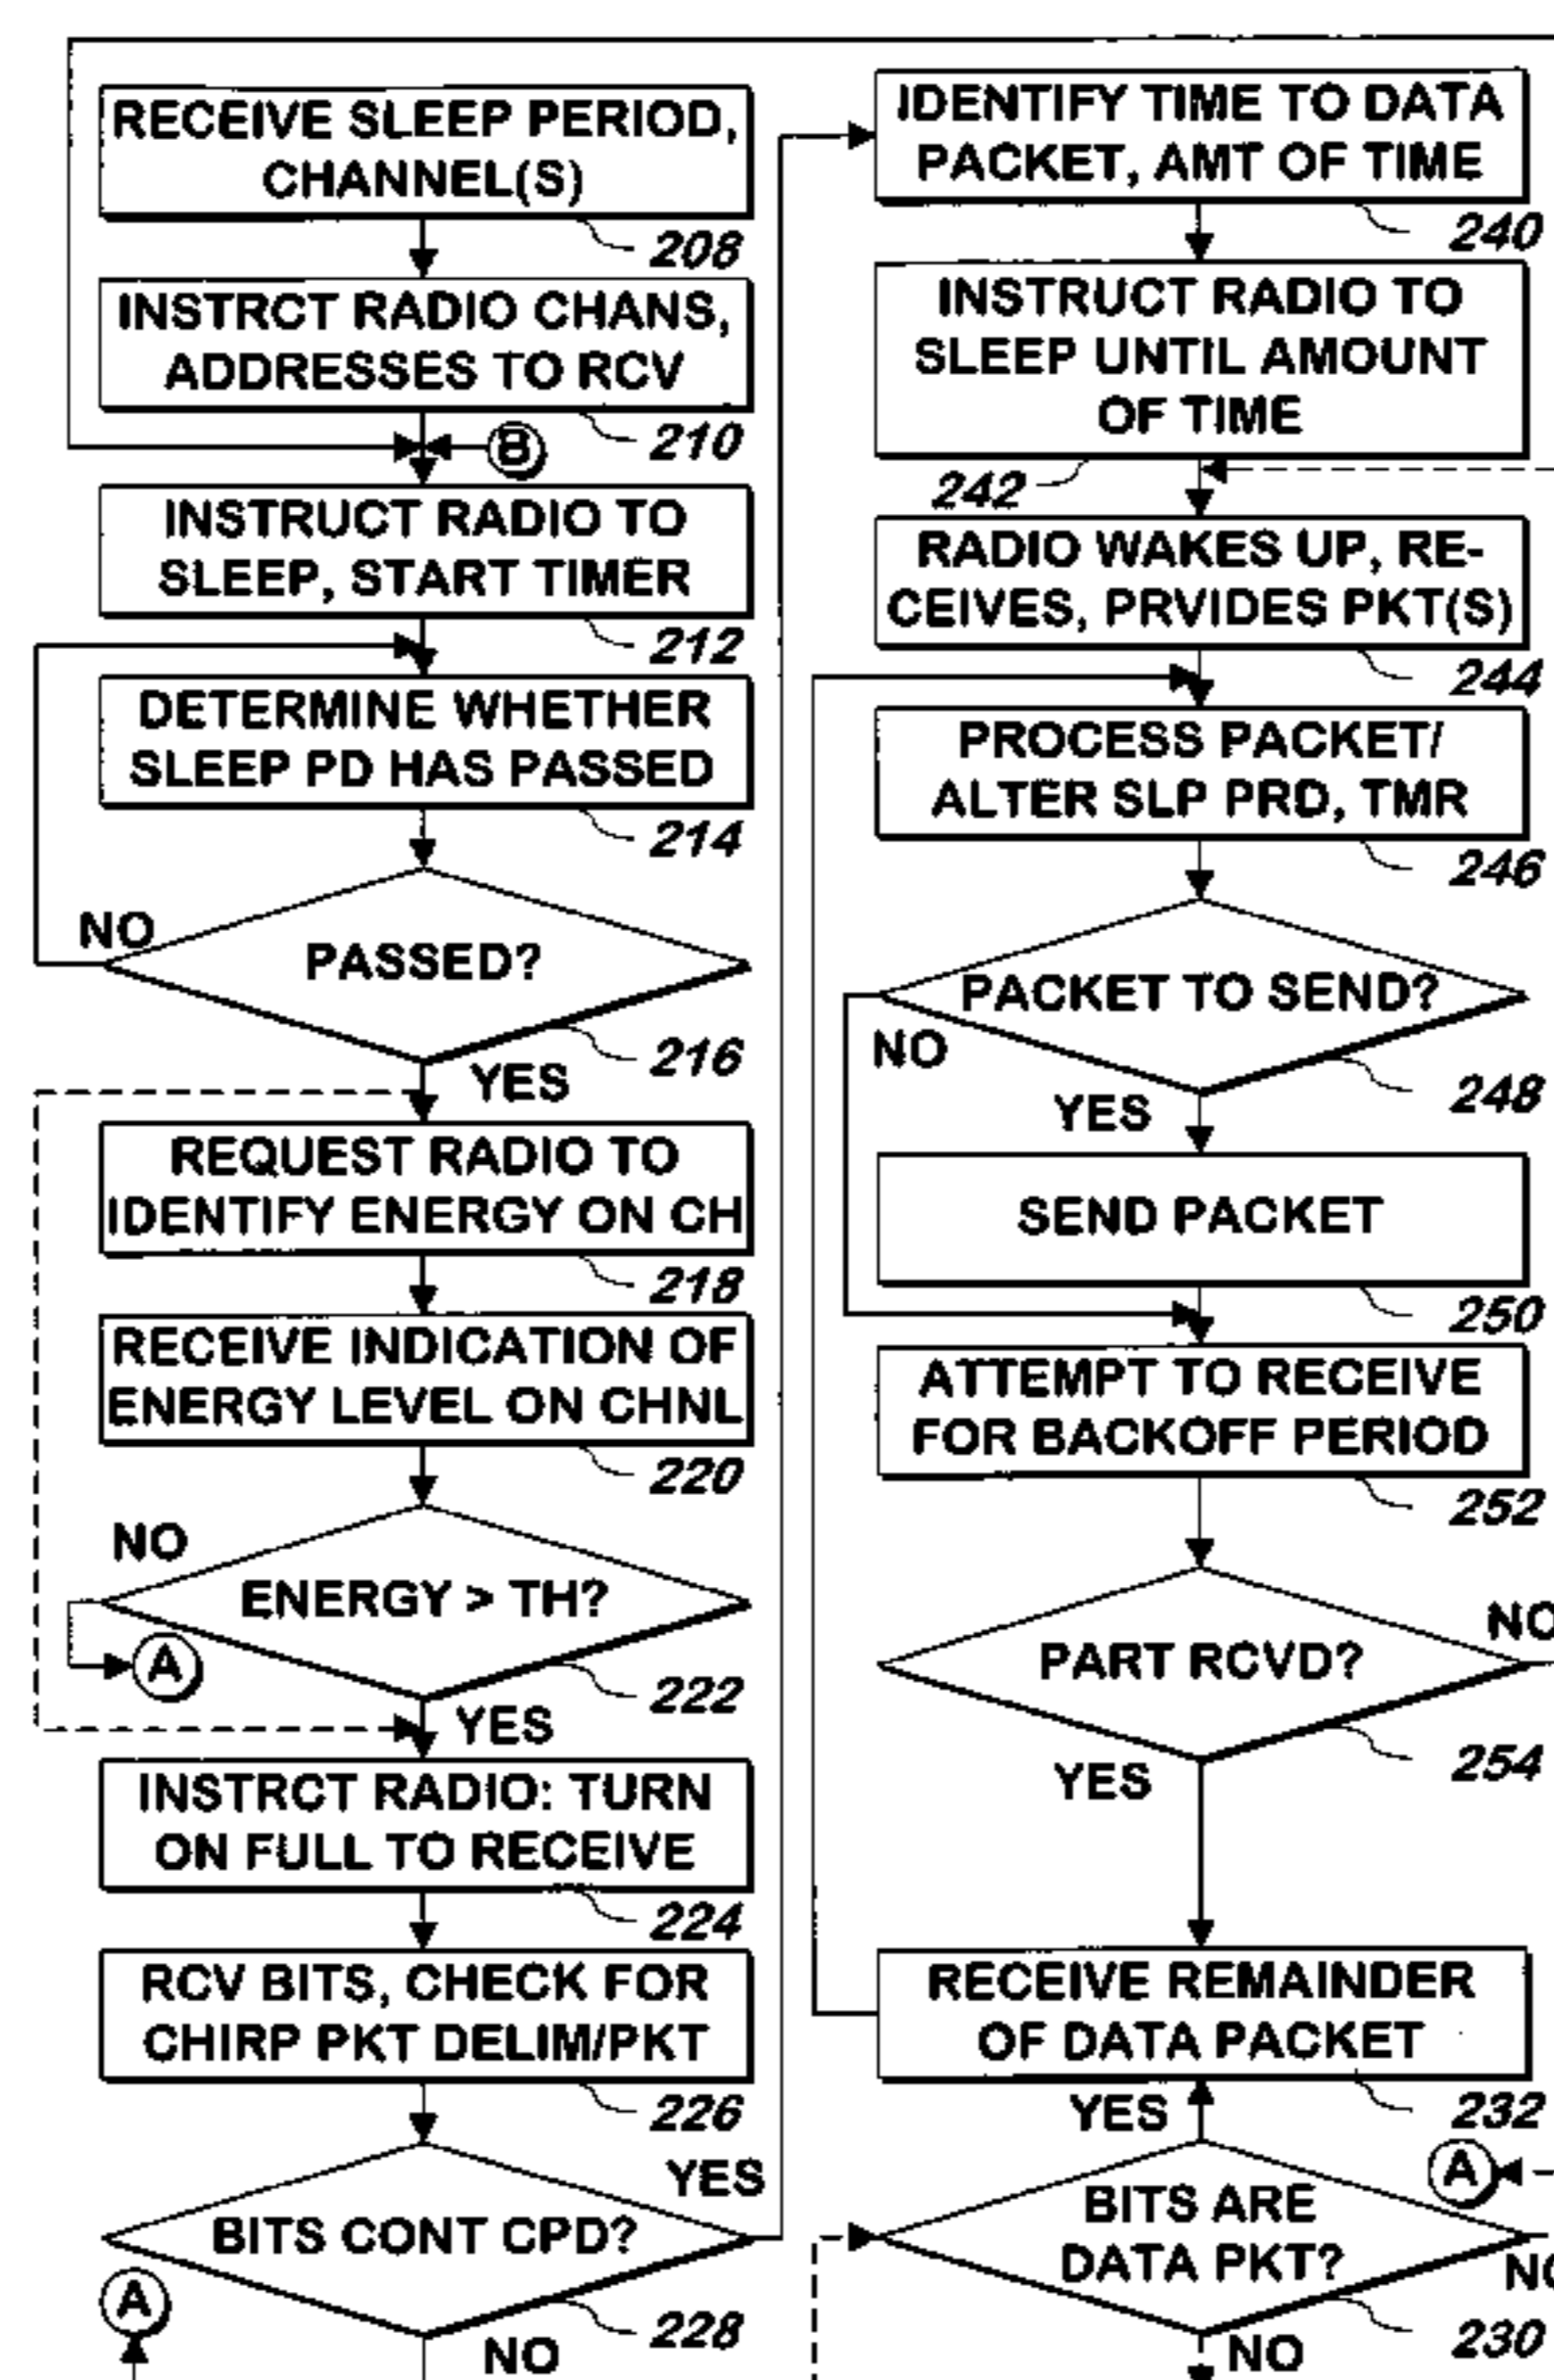 RECEIVE SLEEP PERIOD,
CHANNEL(S)
208
INSTRCT RADIO CHANS,
ADDRESSES TO RCV
210
B
INSTRUCT RADIO TO
SLEEP, START TIMER
212
DETERMINE WHETHER
SLEEP PD HAS PASSED
214
NO
PASSED?
216
YES
REQUEST RADIO TO
IDENTIFY ENERGY ON CH
218
RECEIVE INDICATION OF
ENERGY LEVEL ON CHNL
220
NO
ENERGY > TH?
A
222
YES
INSTRCT RADIO: TURN
ON FULL TO RECEIVE
224
RCV BITS, CHECK FOR
CHIRP PKT DELIM/PKT
226
YES
BITS CONT CPD?
A
228
NO
IDENTIFY TIME TO DATA
PACKET, AMT OF TIME
240
INSTRUCT RADIO TO
SLEEP UNTIL AMOUNT
OF TIME
242
RADIO WAKES UP, RE-
CEIVES, PRVIDES PKT(S)
244
PROCESS PACKET/
ALTER SLP PRD, TMR
246
PACKET TO SEND?
NO
248
YES
SEND PACKET
250
ATTEMPT TO RECEIVE
FOR BACKOFF PERIOD
252
NO
PART RCVD?
254
YES
RECEIVE REMAINDER
OF DATA PACKET
232
YES
A
BITS ARE
DATA PKT?
NO
230
NO